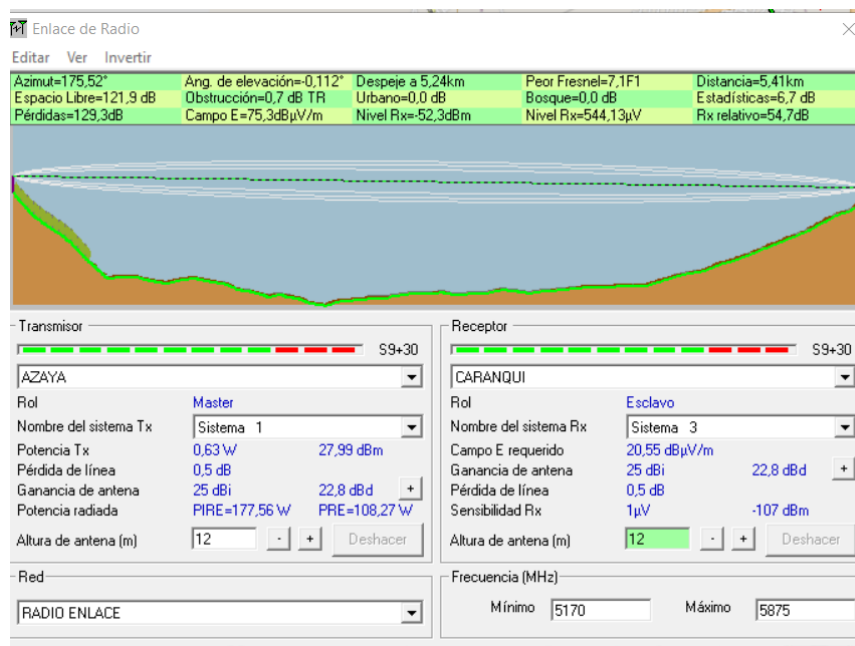 Enlace de Radio
Editar Ver Invertir
Azimut=175,52° Ang. de elevación=-0,112° Despeje a 5,24km Peor Fresnel=7,1F1 Distancia=5,41km
Espacio Libre=121,9 dB Obstrucción=0,7 dB TR Urbano=0,0 dB Bosque=0,0 dB Estadísticas=6,7 dB
Pérdidas=129,3dB Campo E=75,3dBµV/m Nivel Rx=-52,3dBm Nivel Rx=544,13µV Rx relativo=54,7dB
Transmisor
S9+30
AZAYA
Rol Master
Nombre del sistema Tx Sistema 1
Potencia Tx 0,63 W 27,99 dBm
Pérdida de línea 0,5 dB
Ganancia de antena 25 dBi 22,8 dBd +
Potencia radiada PIRE=177,56 W PRE=108,27 W
Altura de antena (m) 12 - + Deshacer
Receptor
S9+30
CARANQUI
Rol Esclavo
Nombre del sistema Rx Sistema 3
Campo E requerido 20,55 dBµV/m
Ganancia de antena 25 dBi 22,8 dBd +
Pérdida de línea 0,5 dB
Sensibilidad Rx 1µV -107 dBm
Altura de antena (m) 12 - + Deshacer
Red
RADIO ENLACE
Frecuencia (MHz)
Mínimo 5170 Máximo 5875